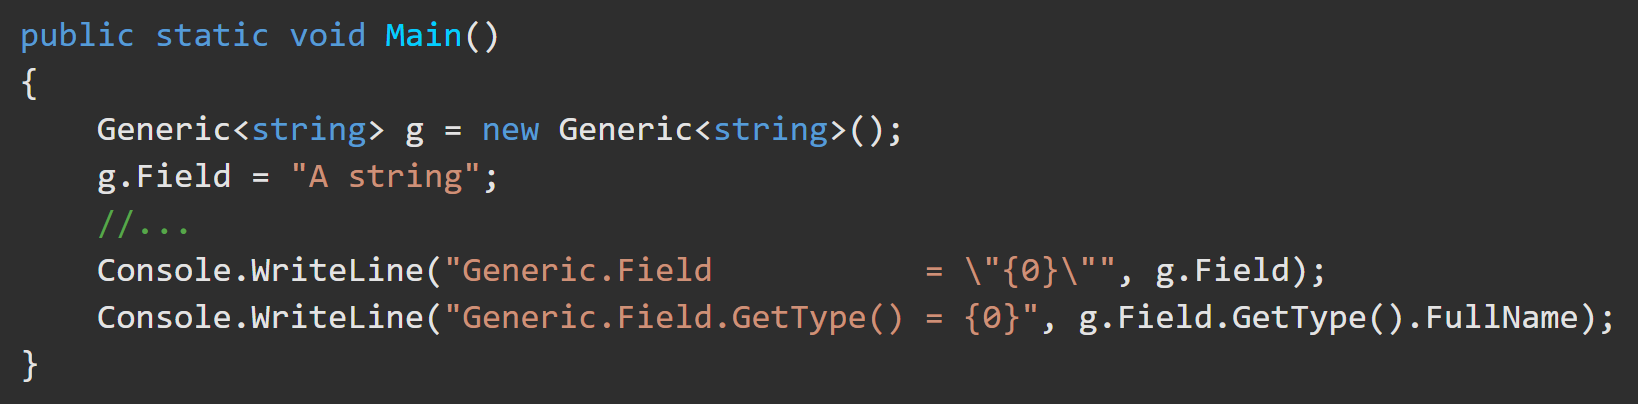 public static void Main()
{
    Generic<string> g = new Generic<string>();
    g.Field = "A string";
    //...
    Console.WriteLine("Generic.Field           = \"{0}\"", g.Field);
    Console.WriteLine("Generic.Field.GetType() = {0}", g.Field.GetType().FullName);
}